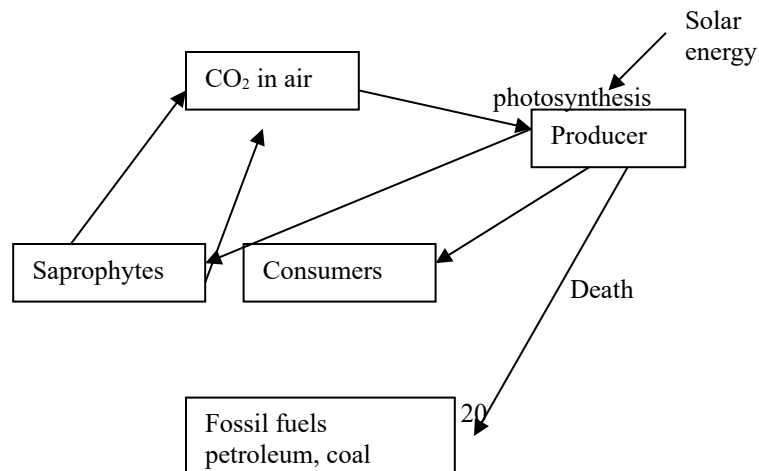 Solar
energy
CO₂ in air
photosynthesis
Producer
Saprophytes
Consumers
Death
20
Fossil fuels
petroleum, coal